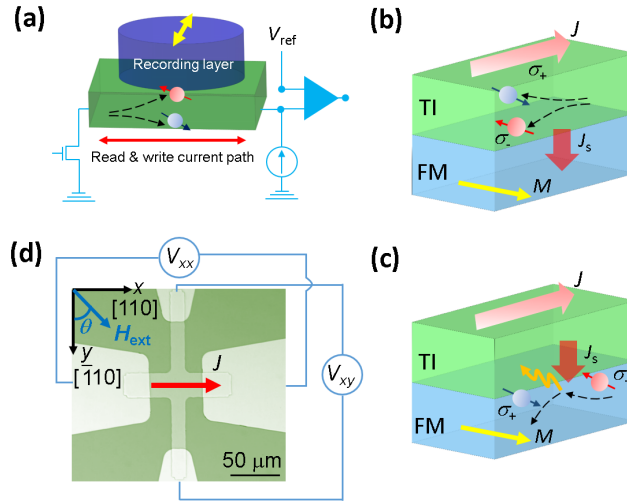 (a)
V_ref
Recording layer
Read & write current path
(b)
J
σ+
TI
σ-
J_s
FM
M
(c)
J
TI
J_s
σ-
σ+
FM
M
(d)
V_xx
x
[110]
θ
H_ext
y
[1̄10]
J
V_xy
50 μm